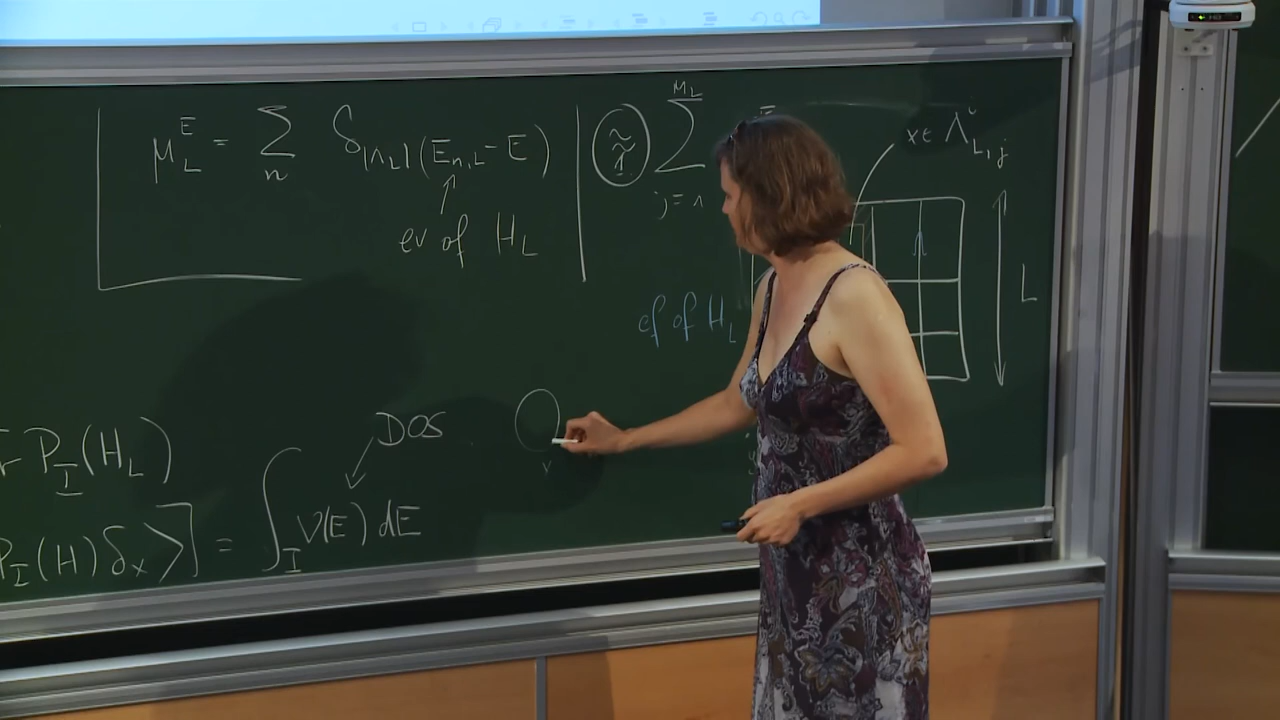 μ_L^E = Σ_n δ_{|Λ_L|(E_{n,L} - E)}
ev of H_L
≈ Σ_{j=1}^{M_L}
x ∈ Λ_{L,j}
L
ef of H_L
P_I(H_L)
DOS
P_I(H) δ_x >] = ∫_I ν(E) dE